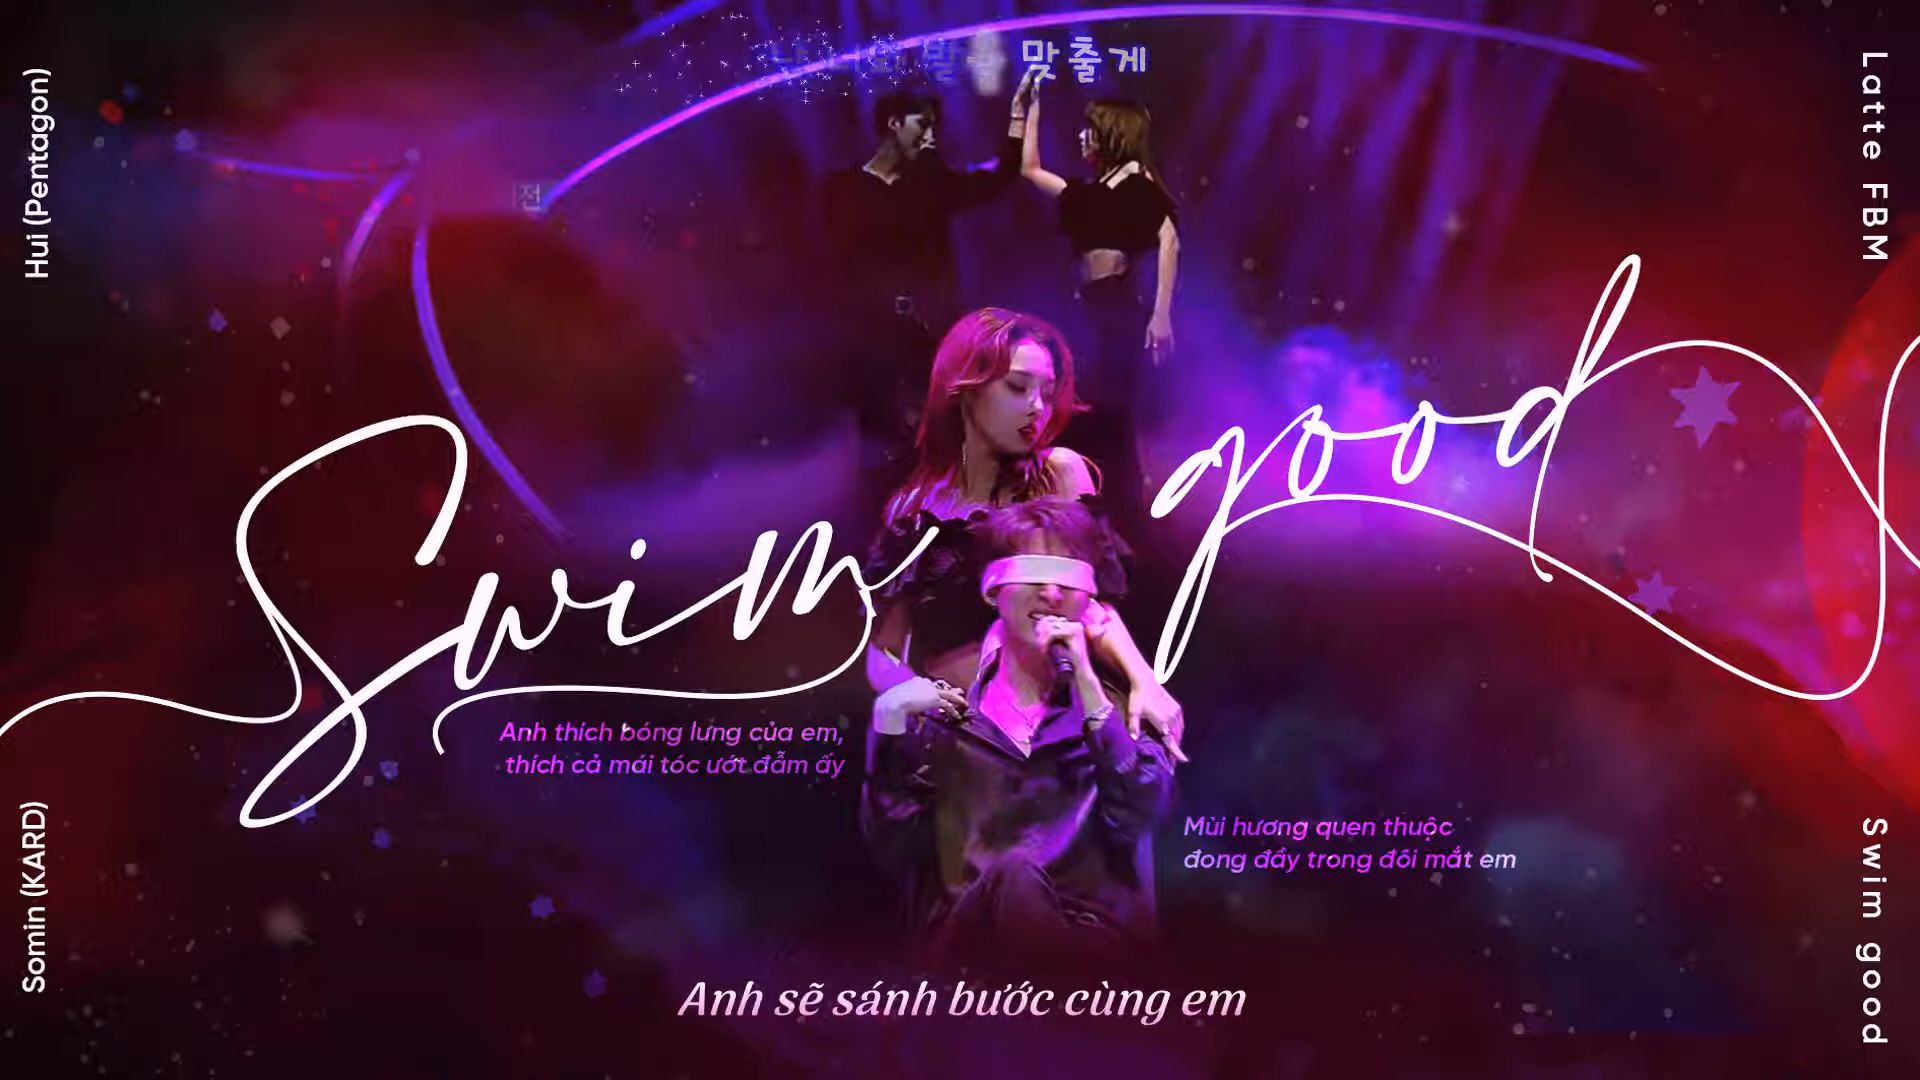 맞출게
전
Hui (Pentagon)
Latte FBM
Swim good
Anh thích bóng lưng của em,
thích cả mái tóc ướt đẫm ấy
Mùi hương quen thuộc
đong đầy trong đôi mắt em
Somin (KARD)
Swim good
Anh sẽ sánh bước cùng em